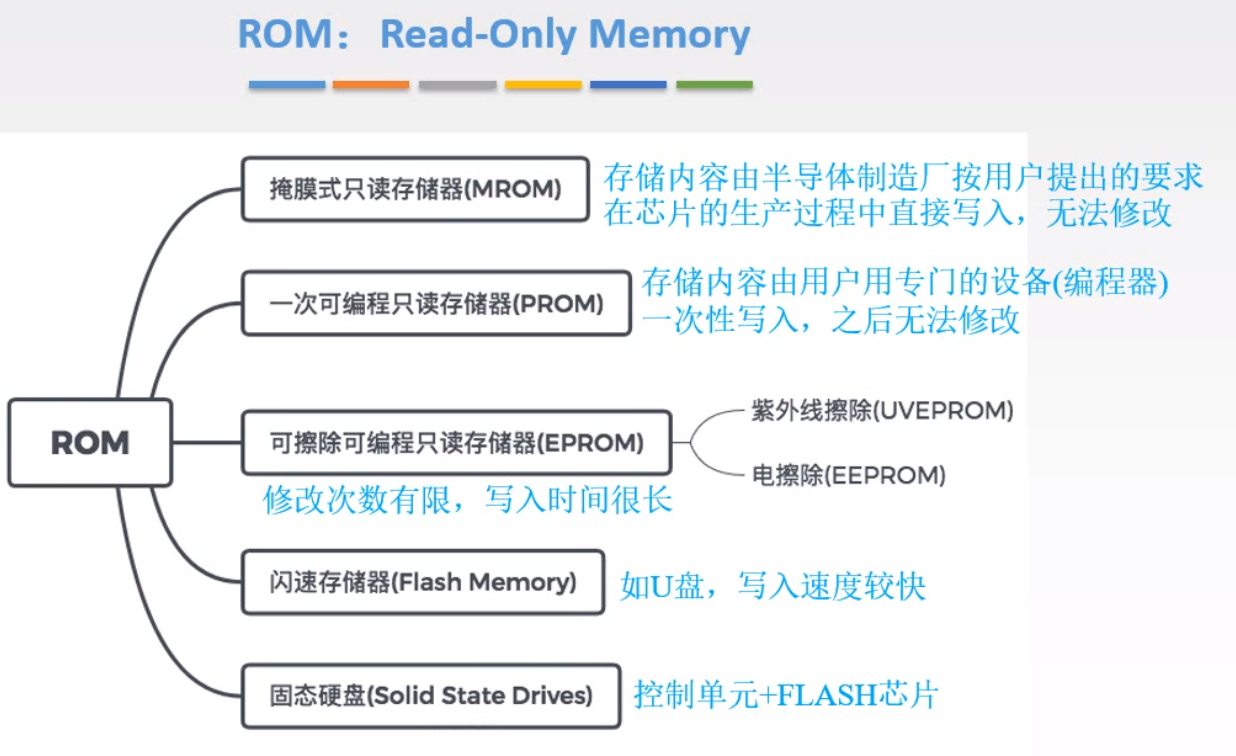 ROM：Read-Only Memory
掩膜式只读存储器(MROM)
存储内容由半导体制造厂按用户提出的要求
在芯片的生产过程中直接写入，无法修改
一次可编程只读存储器(PROM)
存储内容由用户用专门的设备(编程器)
一次性写入，之后无法修改
ROM
可擦除可编程只读存储器(EPROM)
紫外线擦除(UVEPROM)
电擦除(EEPROM)
修改次数有限，写入时间很长
闪速存储器(Flash Memory)
如U盘，写入速度较快
固态硬盘(Solid State Drives)
控制单元+FLASH芯片